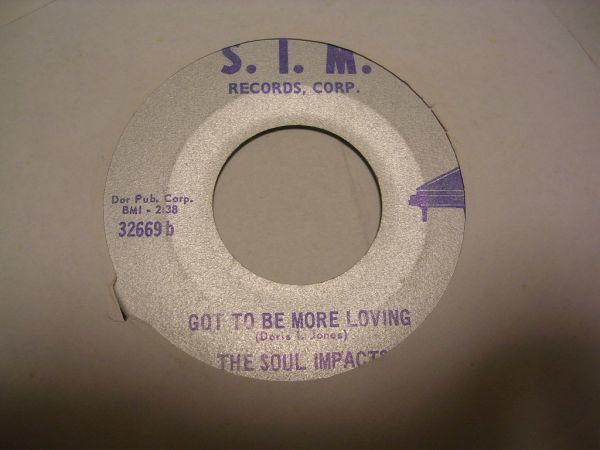 S. I. M.
RECORDS, CORP.
Dor Pub. Corp.
BMI - 2:38
32669 b
GOT TO BE MORE LOVING
(Doris L. Jones)
THE SOUL IMPACTS